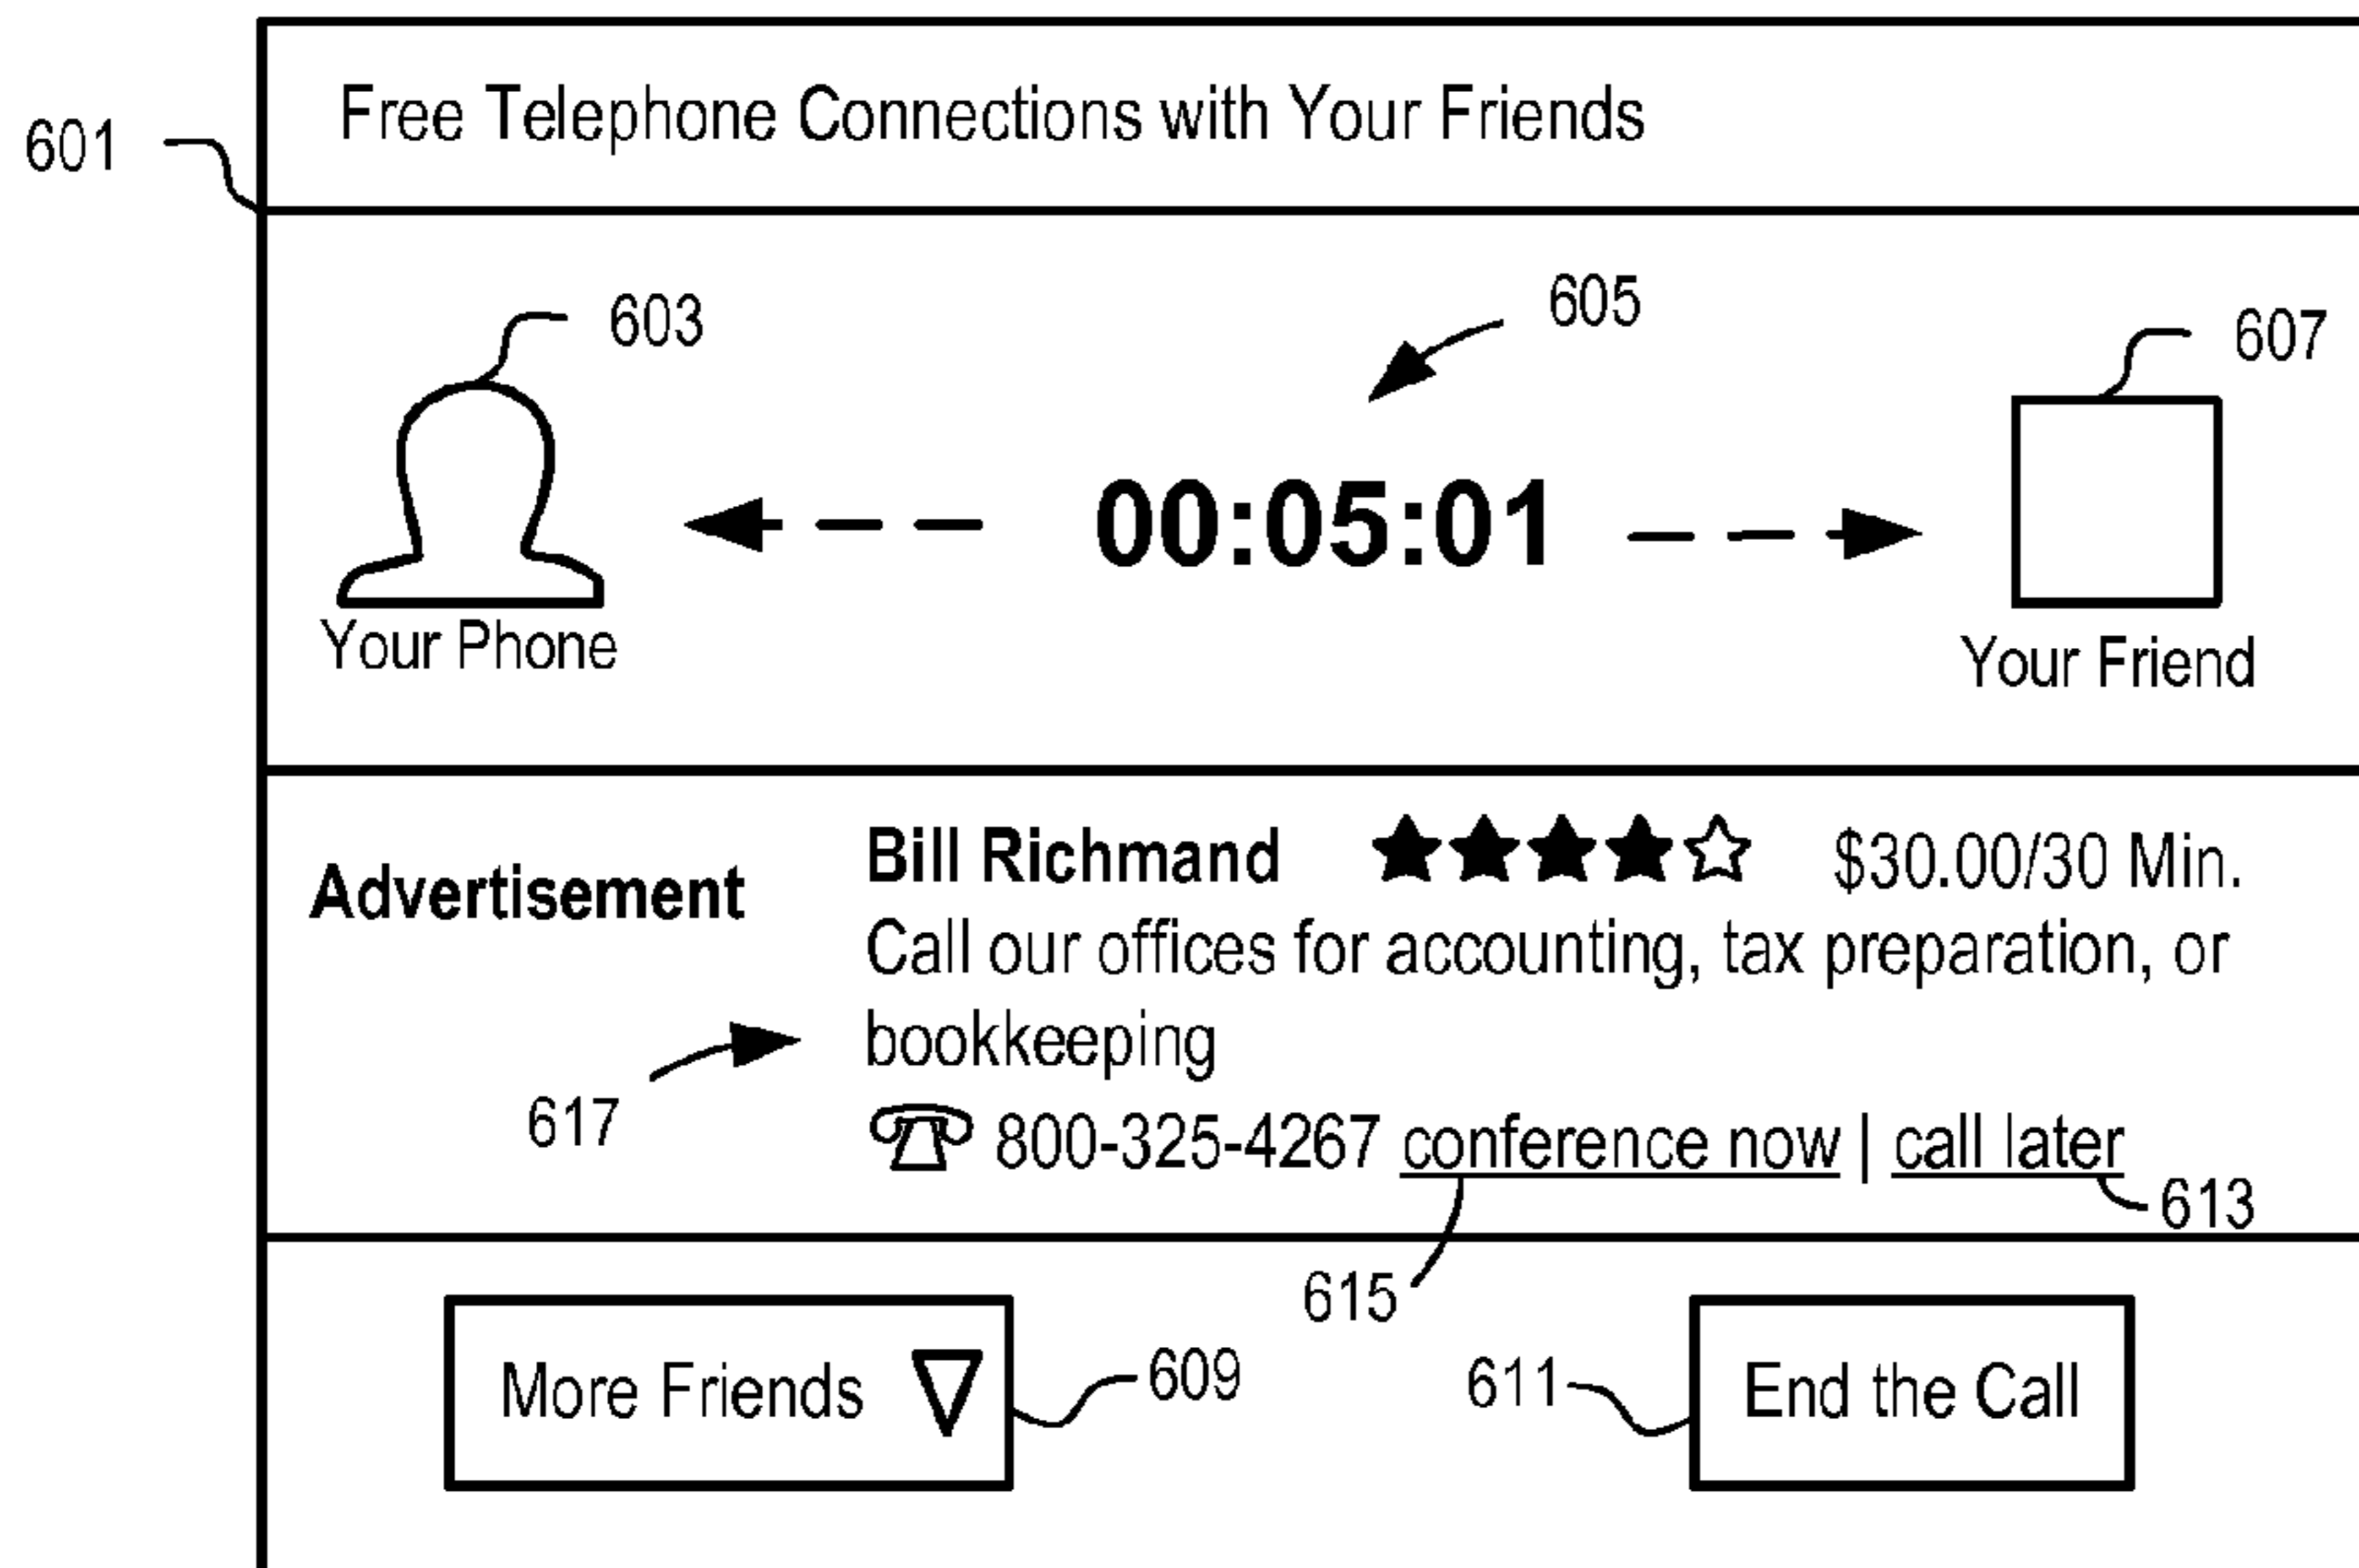 Free Telephone Connections with Your Friends
601
603
605
607
00:05:01
Your Phone
Your Friend
Advertisement
Bill Richmand ★★★★☆ $30.00/30 Min.
Call our offices for accounting, tax preparation, or
bookkeeping
617
800-325-4267 conference now | call later
613
615
More Friends
609
611
End the Call